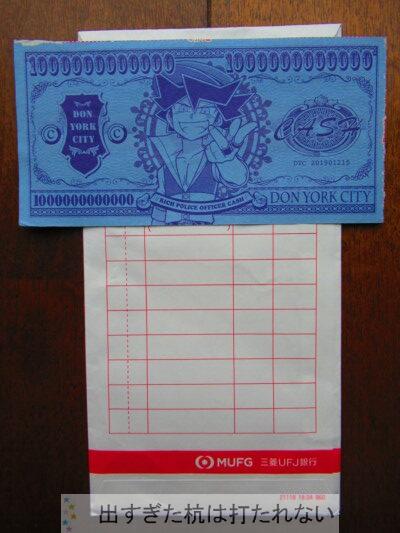 1000000000000 1000000000000
DON
YORK
CITY
© ©
CASH
DTC 201901215
RICH POLICE OFFICER CASH
1000000000000 DON YORK CITY
MUFG 三菱UFJ銀行
出すぎた杭は打たれない